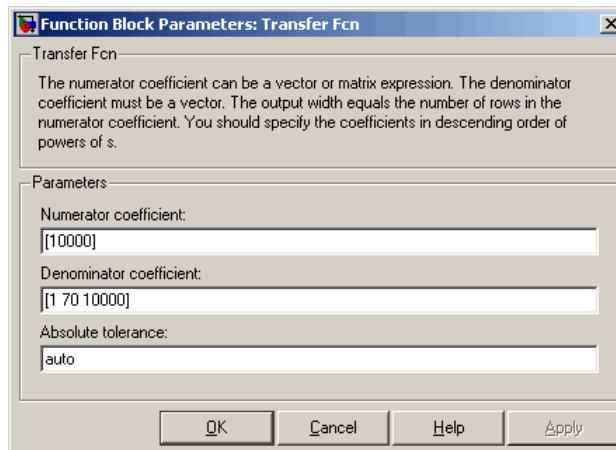 Function Block Parameters: Transfer Fcn
Transfer Fcn
The numerator coefficient can be a vector or matrix expression. The denominator
coefficient must be a vector. The output width equals the number of rows in the
numerator coefficient. You should specify the coefficients in descending order of
powers of s.
Parameters
Numerator coefficient:
[10000]
Denominator coefficient:
[1 70 10000]
Absolute tolerance:
auto
OK Cancel Help Apply